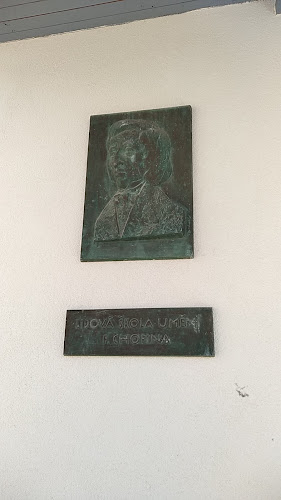 LIDOVÁ ŠKOLA UMĚNÍ
F. CHOPINA